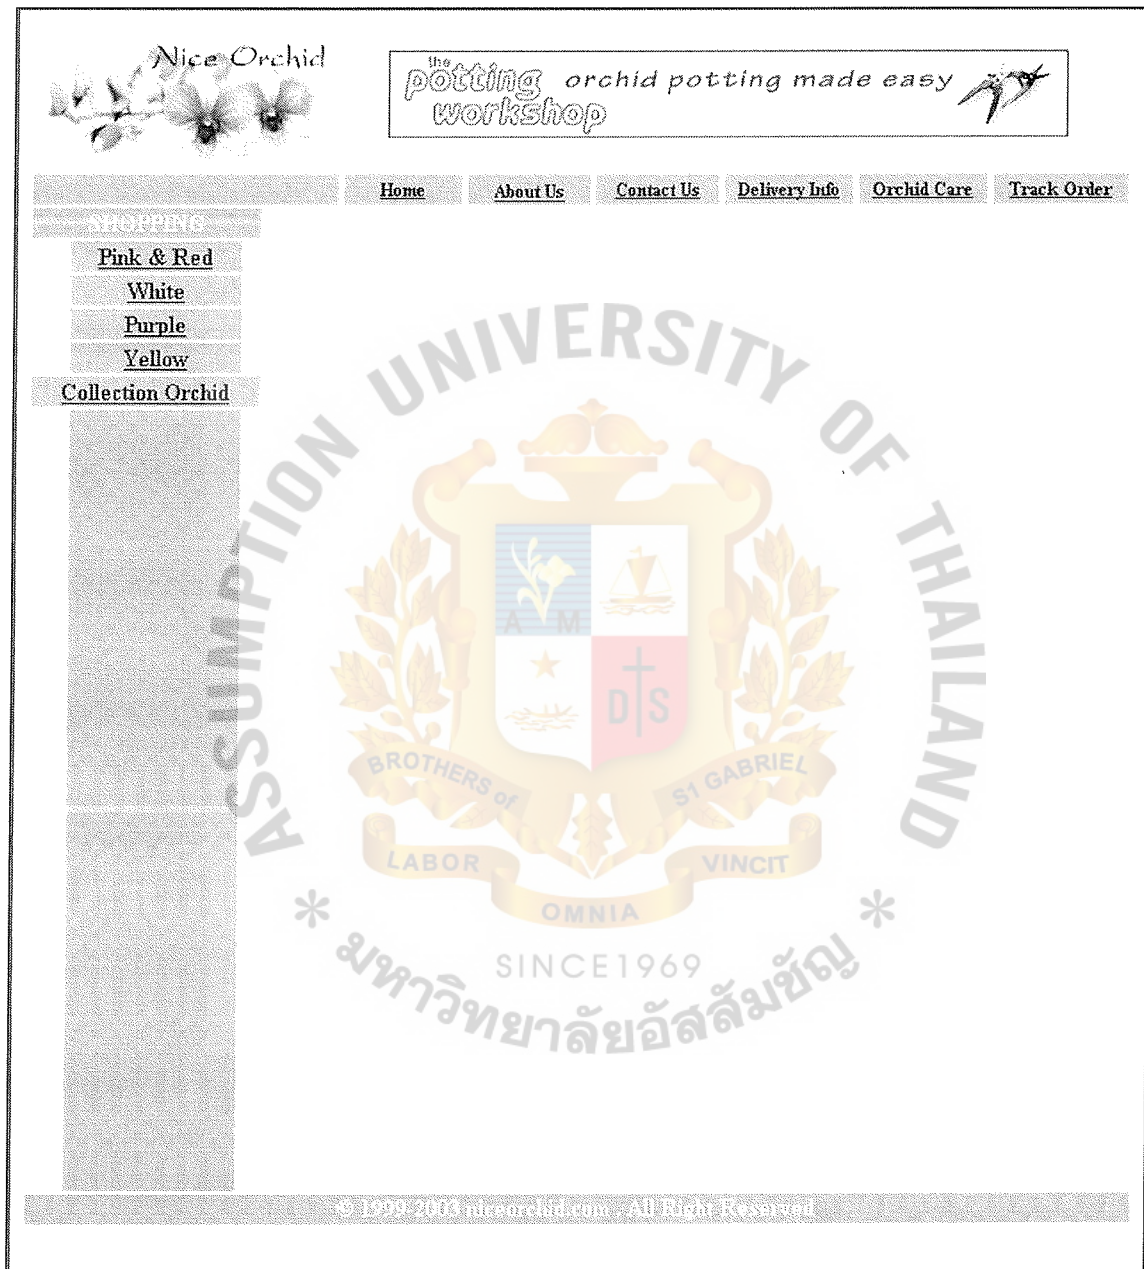 Nice Orchid
the potting workshop orchid potting made easy
Home About Us Contact Us Delivery Info Orchid Care Track Order
SHOPPING
Pink & Red
White
Purple
Yellow
Collection Orchid
ASSUMPTION UNIVERSITY OF THAILAND
A M
D S
BROTHERS of S1 GABRIEL
LABOR VINCIT
OMNIA
SINCE1969
* มหาวิทยาลัยอัสสัมชัญ *
© 1999-2003 niceorchid.com . All Right Reserved